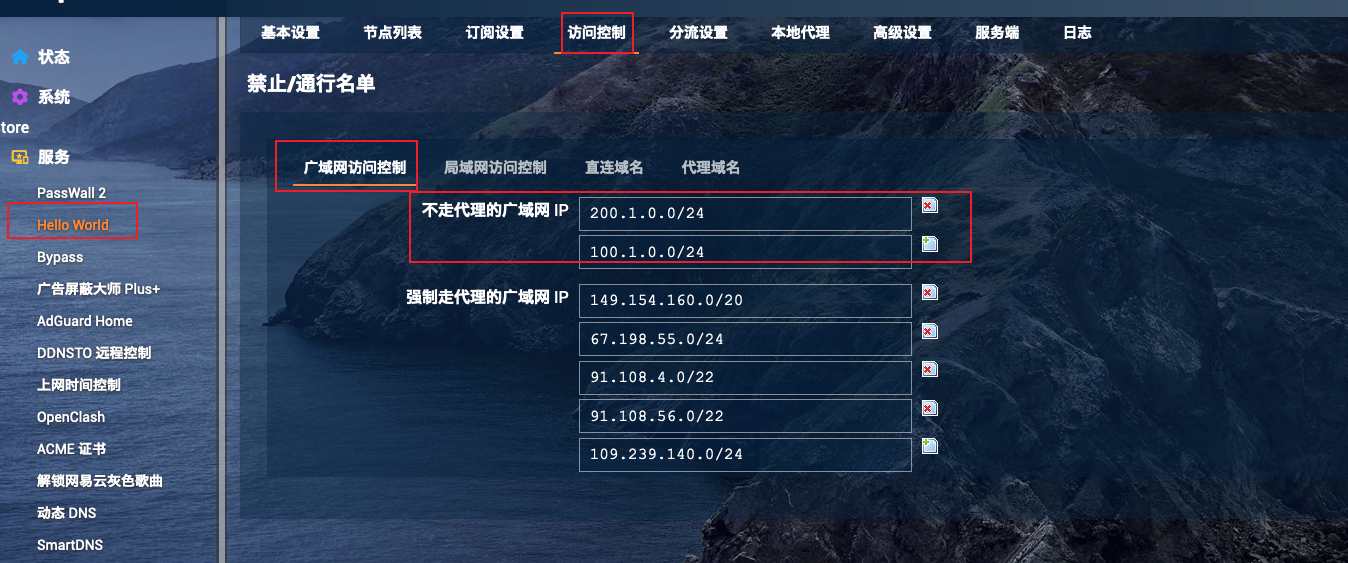 基本设置 节点列表 订阅设置 访问控制 分流设置 本地代理 高级设置 服务端 日志
状态
系统
tore
服务
PassWall 2
Hello World
Bypass
广告屏蔽大师 Plus+
AdGuard Home
DDNSTO 远程控制
上网时间控制
OpenClash
ACME 证书
解锁网易云灰色歌曲
动态 DNS
SmartDNS
禁止/通行名单
广域网访问控制 局域网访问控制 直连域名 代理域名
不走代理的广域网 IP 200.1.0.0/24
100.1.0.0/24
强制走代理的广域网 IP 149.154.160.0/20
67.198.55.0/24
91.108.4.0/22
91.108.56.0/22
109.239.140.0/24